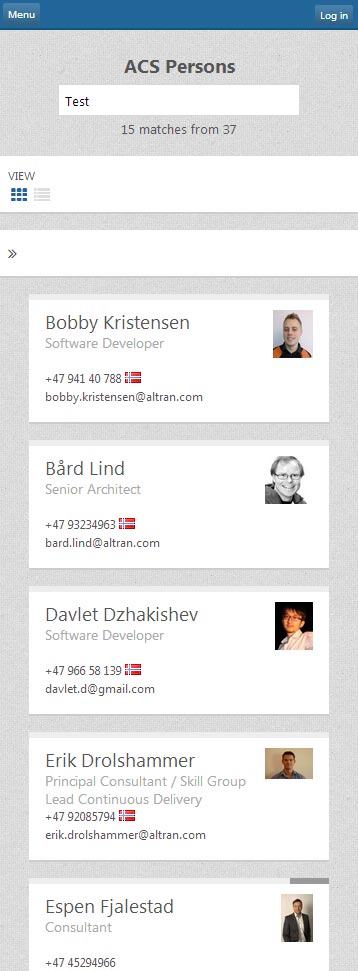 Menu
Log in
ACS Persons
Test
15 matches from 37
VIEW
»
Bobby Kristensen
Software Developer
+47 941 40 788
bobby.kristensen@altran.com
Bård Lind
Senior Architect
+47 93234963
bard.lind@altran.com
Davlet Dzhakishev
Software Developer
+47 966 58 139
davlet.d@gmail.com
Erik Drolshammer
Principal Consultant / Skill Group
Lead Continuous Delivery
+47 92085794
erik.drolshammer@altran.com
Espen Fjalestad
Consultant
+47 45294966